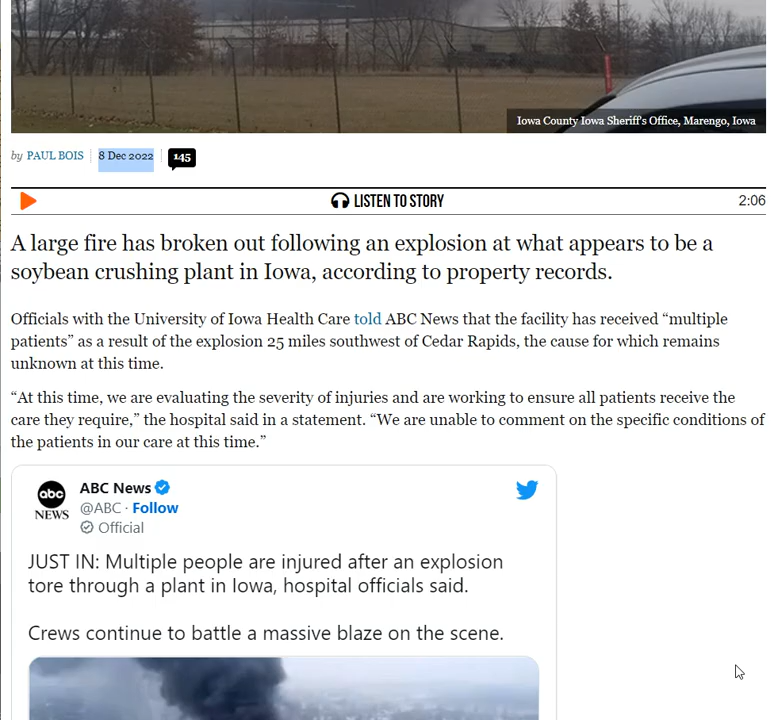 Iowa County Iowa Sheriff's Office, Marengo, Iowa
by PAUL BOIS 8 Dec 2022 145
LISTEN TO STORY 2:06
A large fire has broken out following an explosion at what appears to be a
soybean crushing plant in Iowa, according to property records.
Officials with the University of Iowa Health Care told ABC News that the facility has received “multiple
patients” as a result of the explosion 25 miles southwest of Cedar Rapids, the cause for which remains
unknown at this time.
“At this time, we are evaluating the severity of injuries and are working to ensure all patients receive the
care they require,” the hospital said in a statement. “We are unable to comment on the specific conditions of
the patients in our care at this time.”
abc NEWS
ABC News
@ABC · Follow
Official
JUST IN: Multiple people are injured after an explosion
tore through a plant in Iowa, hospital officials said.
Crews continue to battle a massive blaze on the scene.